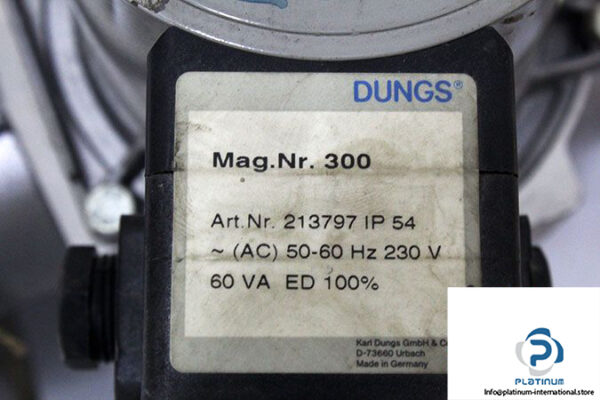 DUNGS®
Mag.Nr. 300
Art.Nr. 213797 IP 54
~ (AC) 50-60 Hz 230 V
60 VA ED 100%
Karl Dungs GmbH & Co
D-73660 Urbach
Made in Germany
PLATINUM
Info@platinum-international.store